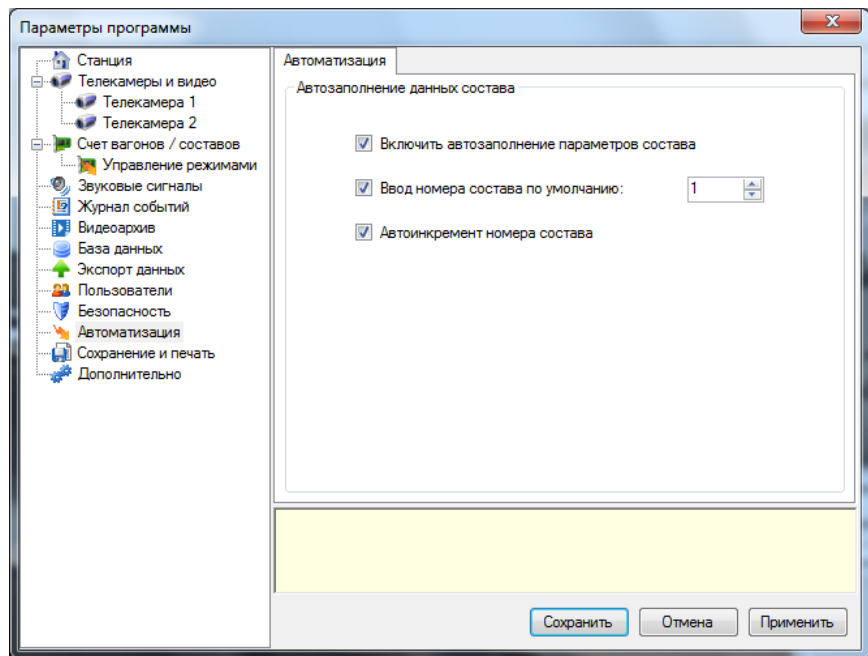 Параметры программы
Станция
Телекамеры и видео
Телекамера 1
Телекамера 2
Счет вагонов / составов
Управление режимами
Звуковые сигналы
Журнал событий
Видеоархив
База данных
Экспорт данных
Пользователи
Безопасность
Автоматизация
Сохранение и печать
Дополнительно
Автоматизация
Автозаполнение данных состава
Включить автозаполнение параметров состава
Ввод номера состава по умолчанию: 1
Автоинкремент номера состава
Сохранить Отмена Применить